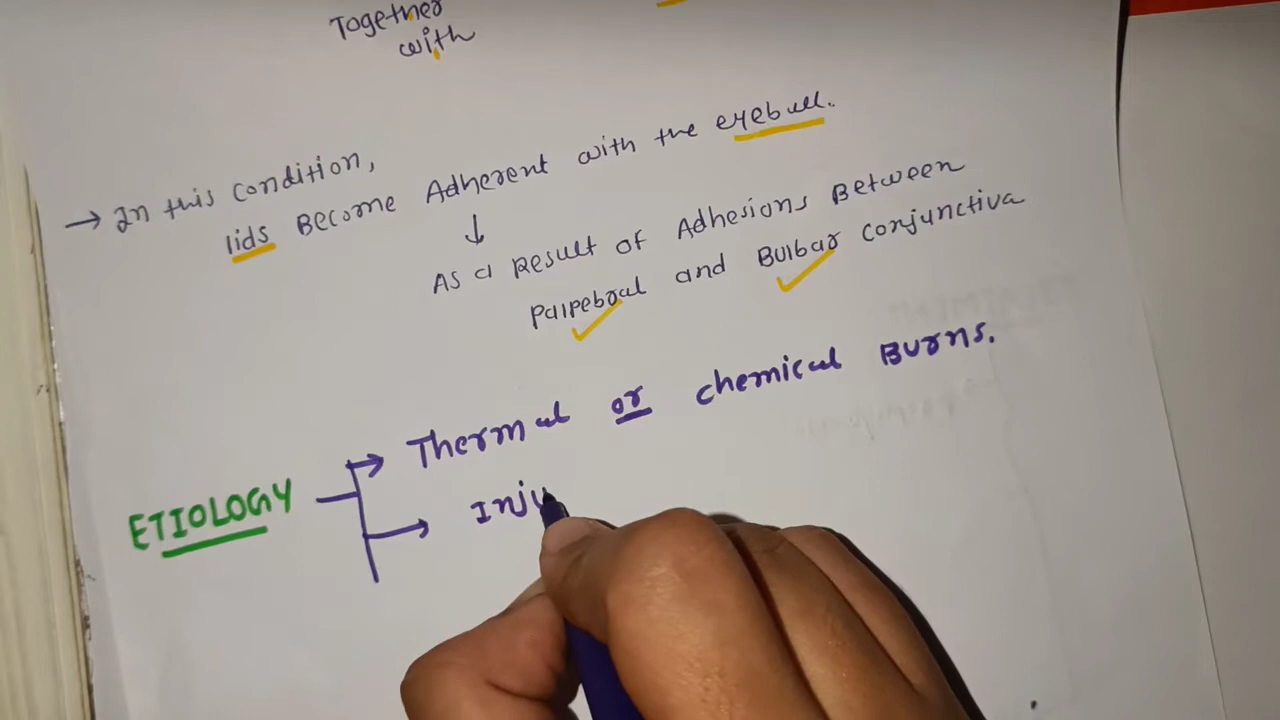 Together
with
→ In this condition,
lids Become Adherent with the eyeball.
↓
As a Result of Adhesions Between
Palpebral and Bulbar conjunctiva
Thermal or chemical Burns.
ETIOLOGY
Inju